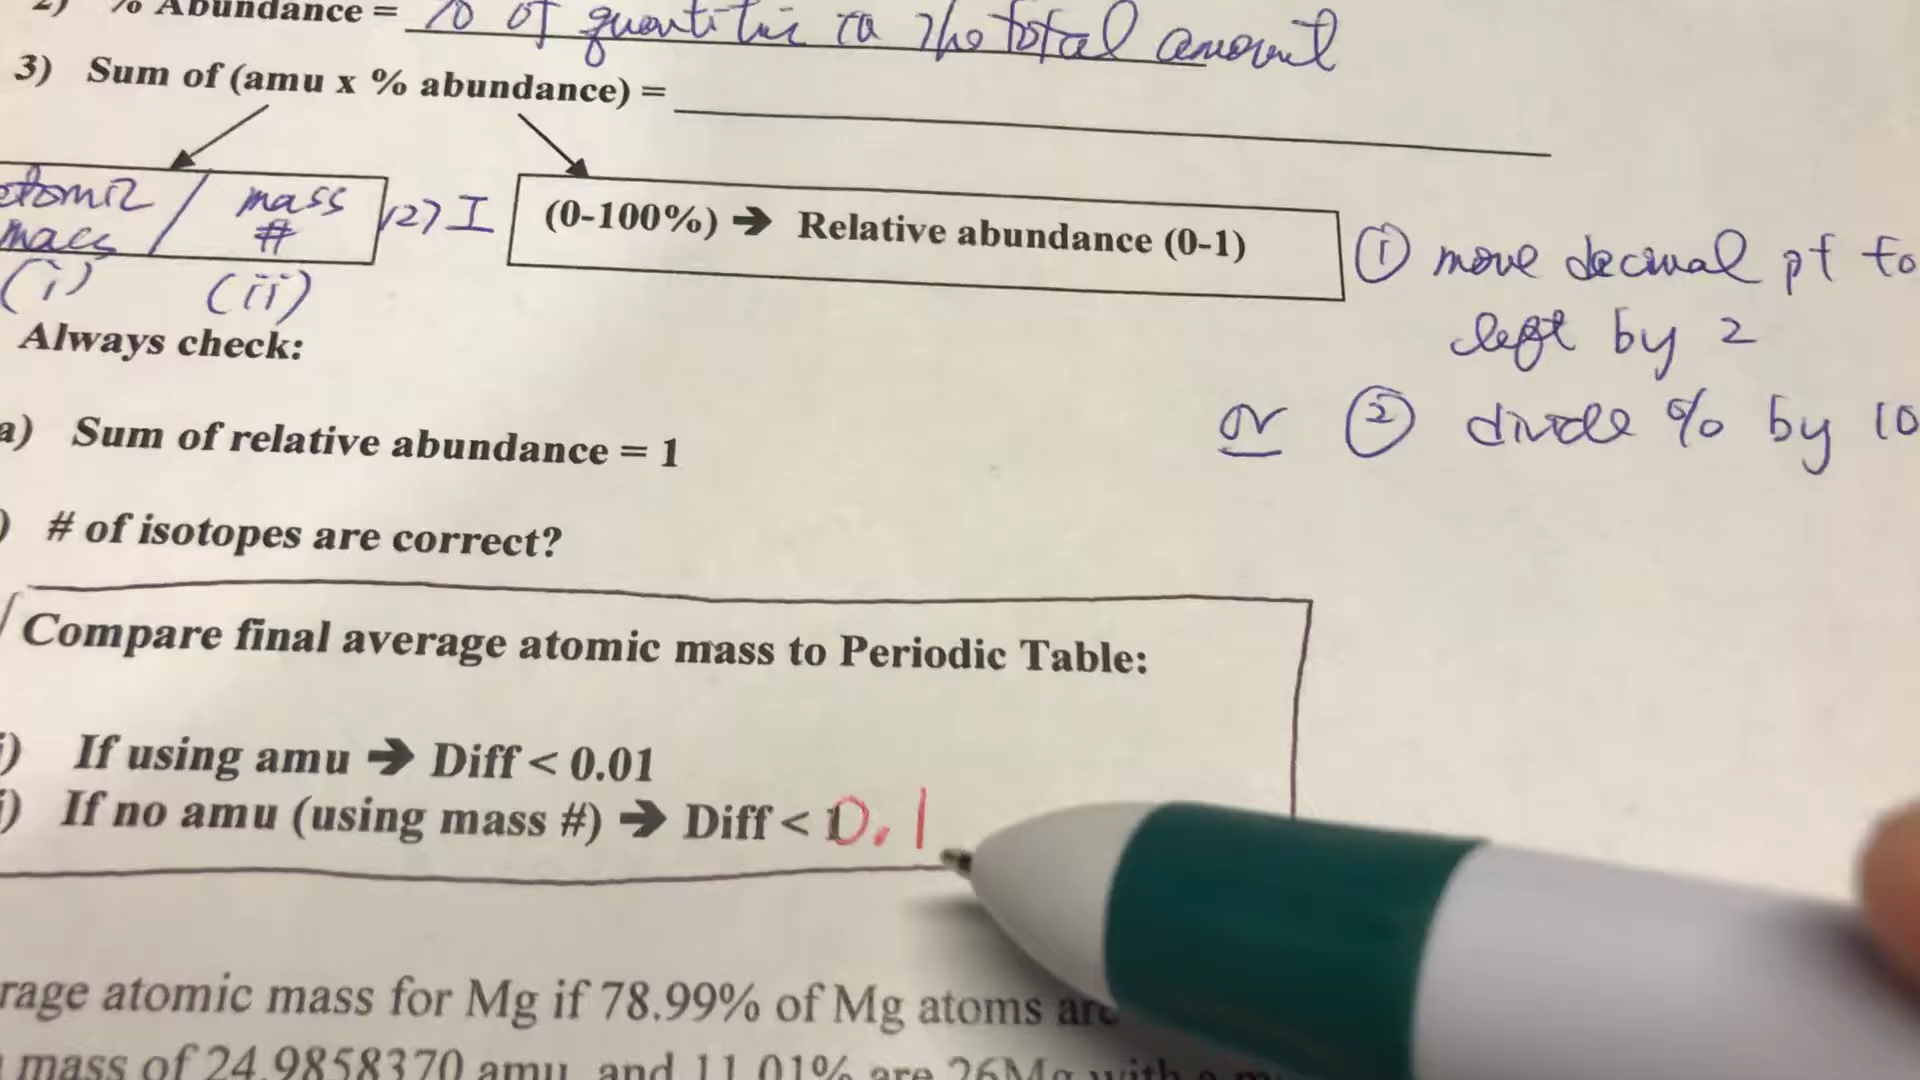 2) % Abundance = % of quantitie to the total amount
3) Sum of (amu x % abundance) =
atomic mass / mass # 127 I
(0-100%) ➔ Relative abundance (0-1)
① move decimal pt to
left by 2
(i) (ii)
Always check:
or ② divide % by 10
a) Sum of relative abundance = 1
) # of isotopes are correct?
Compare final average atomic mass to Periodic Table:
i) If using amu ➔ Diff < 0.01
i) If no amu (using mass #) ➔ Diff < 0.1
rage atomic mass for Mg if 78.99% of Mg atoms are
mass of 24.9858370 amu, and 11.01% are 26Mg with a m